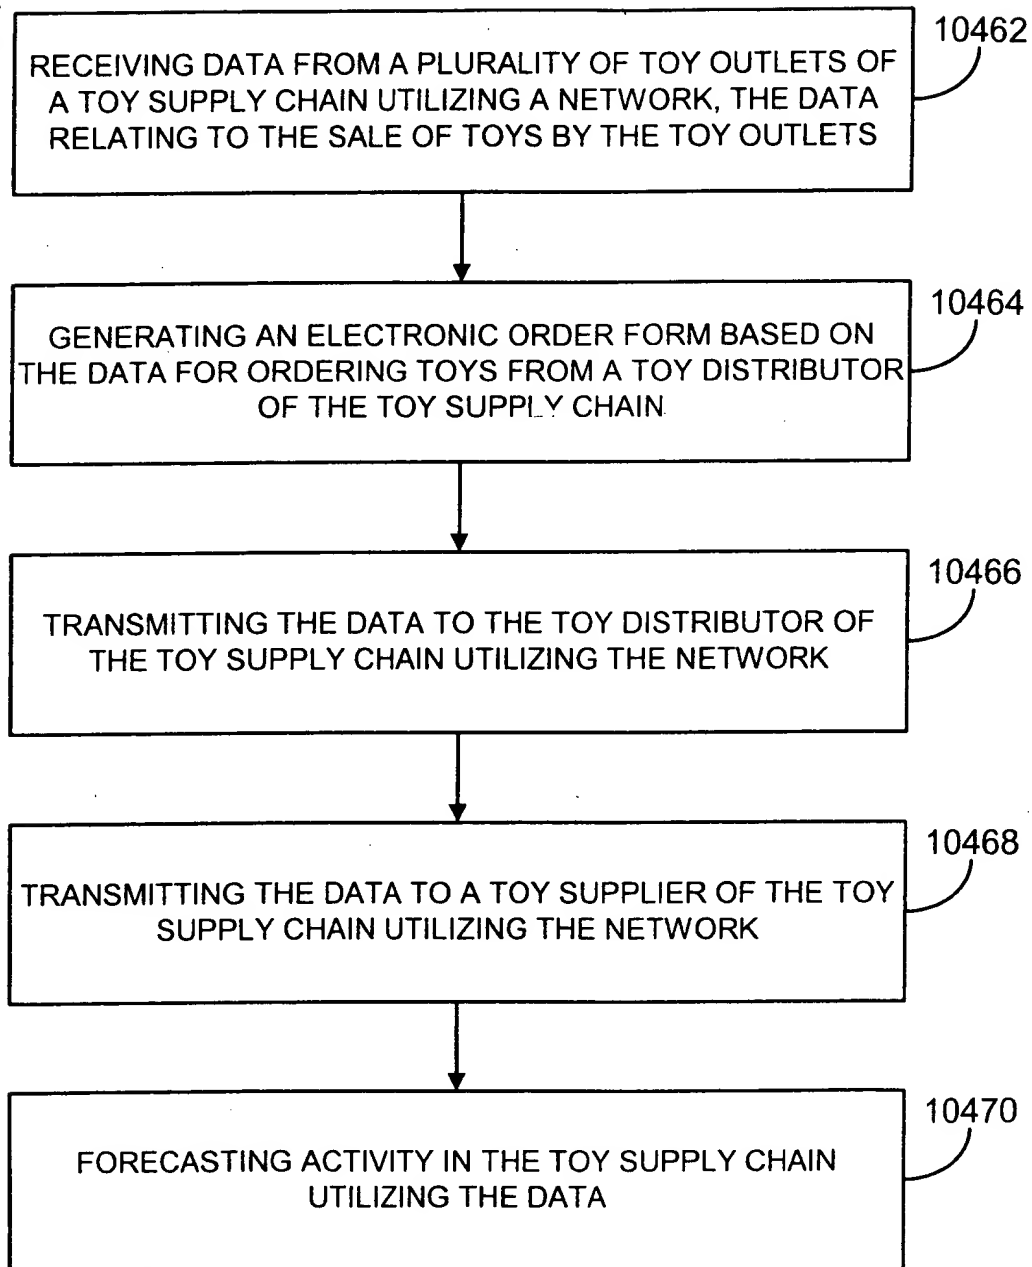 10462
RECEIVING DATA FROM A PLURALITY OF TOY OUTLETS OF
A TOY SUPPLY CHAIN UTILIZING A NETWORK, THE DATA
RELATING TO THE SALE OF TOYS BY THE TOY OUTLETS
10464
GENERATING AN ELECTRONIC ORDER FORM BASED ON
THE DATA FOR ORDERING TOYS FROM A TOY DISTRIBUTOR
OF THE TOY SUPPLY CHAIN
10466
TRANSMITTING THE DATA TO THE TOY DISTRIBUTOR OF
THE TOY SUPPLY CHAIN UTILIZING THE NETWORK
10468
TRANSMITTING THE DATA TO A TOY SUPPLIER OF THE TOY
SUPPLY CHAIN UTILIZING THE NETWORK
10470
FORECASTING ACTIVITY IN THE TOY SUPPLY CHAIN
UTILIZING THE DATA